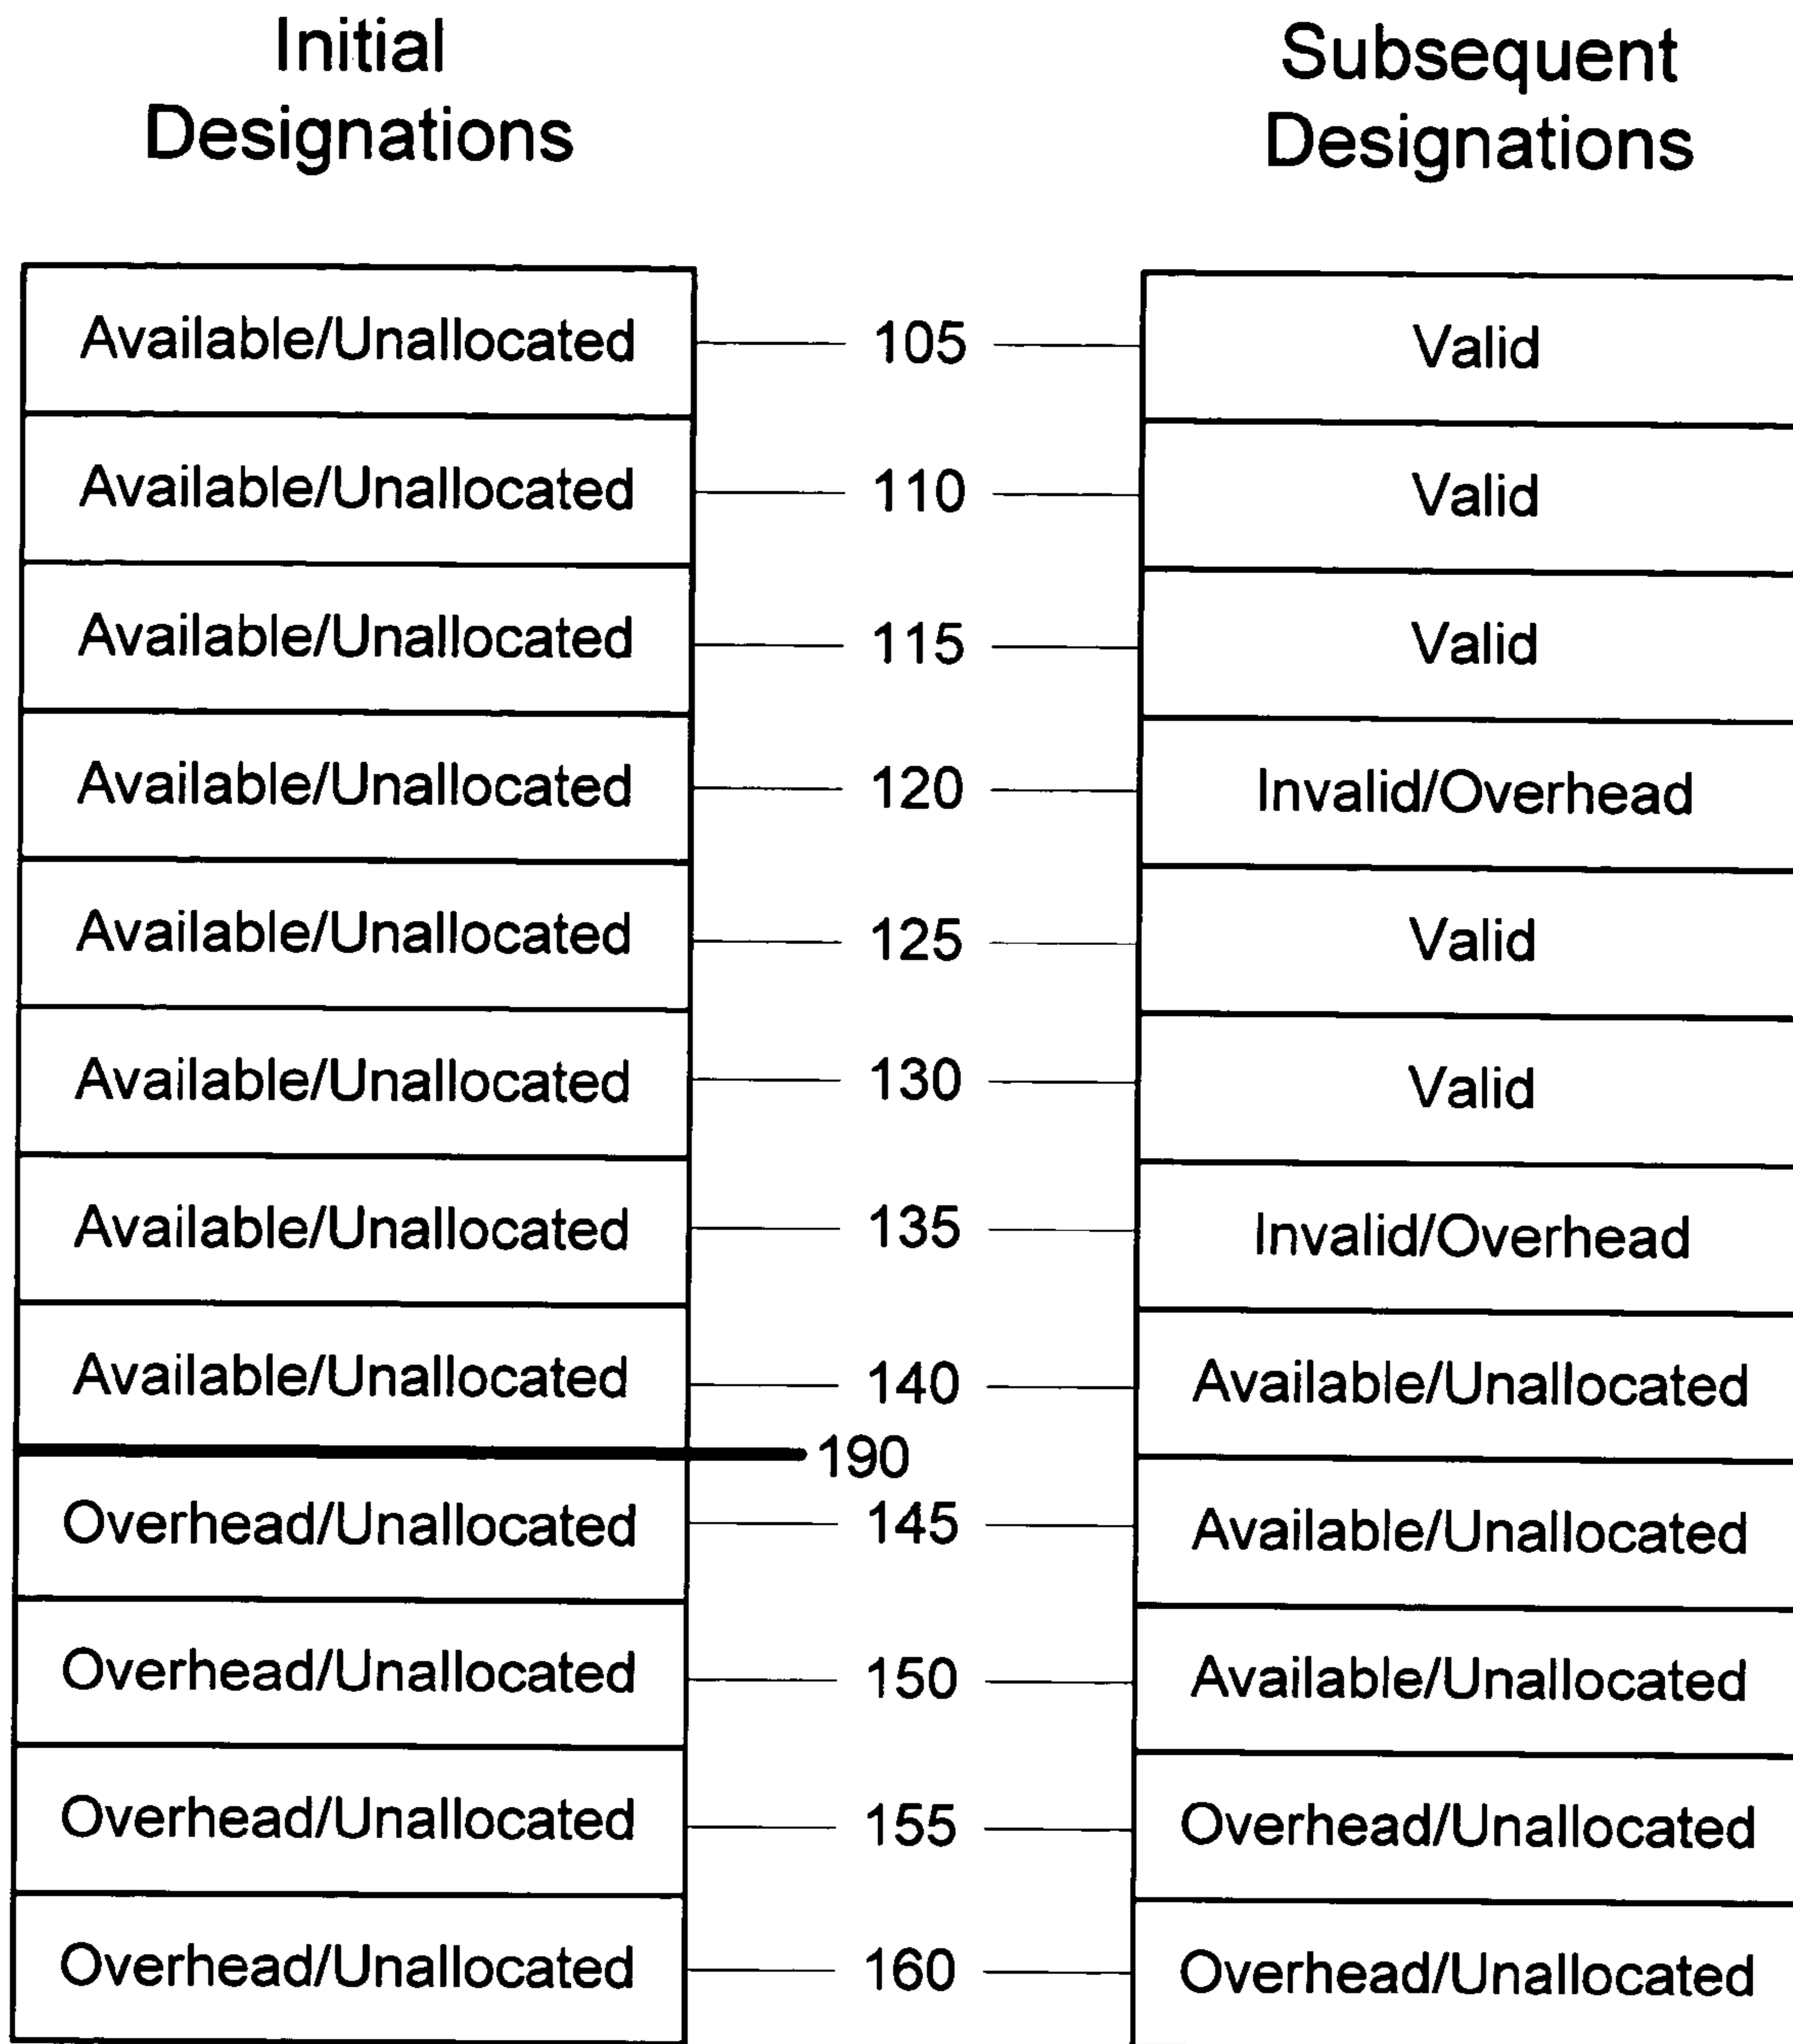 Initial
Designations
Subsequent
Designations
Available/Unallocated 105 Valid
Available/Unallocated 110 Valid
Available/Unallocated 115 Valid
Available/Unallocated 120 Invalid/Overhead
Available/Unallocated 125 Valid
Available/Unallocated 130 Valid
Available/Unallocated 135 Invalid/Overhead
Available/Unallocated 140 Available/Unallocated
190
Overhead/Unallocated 145 Available/Unallocated
Overhead/Unallocated 150 Available/Unallocated
Overhead/Unallocated 155 Overhead/Unallocated
Overhead/Unallocated 160 Overhead/Unallocated